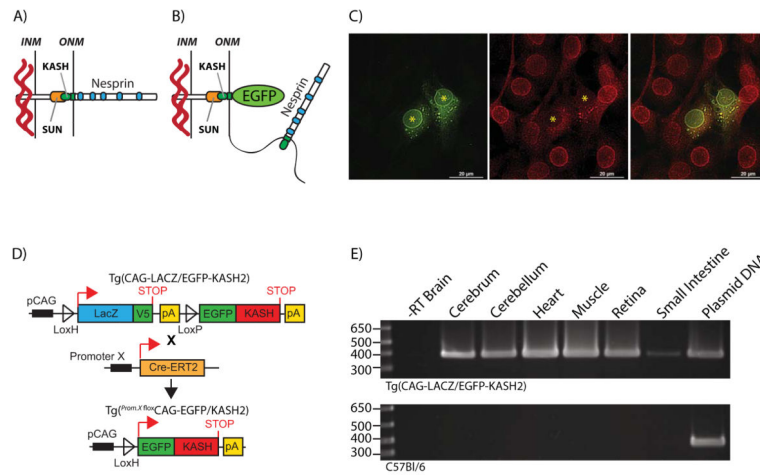 A)
INM
ONM
KASH
Nesprin
SUN
B)
INM
ONM
KASH
EGFP
Nesprin
SUN
C)
*
*
20 µm
*
*
20 µm
*
*
20 µm
D)
Tg(CAG-LACZ/EGFP-KASH2)
STOP
STOP
pCAG
LacZ
V5
pA
EGFP
KASH
pA
LoxH
LoxP
X
Promoter X
Cre-ERT2
Tg(Prom.X floxCAG-EGFP/KASH2)
STOP
pCAG
EGFP
KASH
pA
LoxH
E)
-RT Brain
Cerebrum
Cerebellum
Heart
Muscle
Retina
Small Intestine
Plasmid DNA
650
500
400
300
Tg(CAG-LACZ/EGFP-KASH2)
650
500
400
300
C57Bl/6